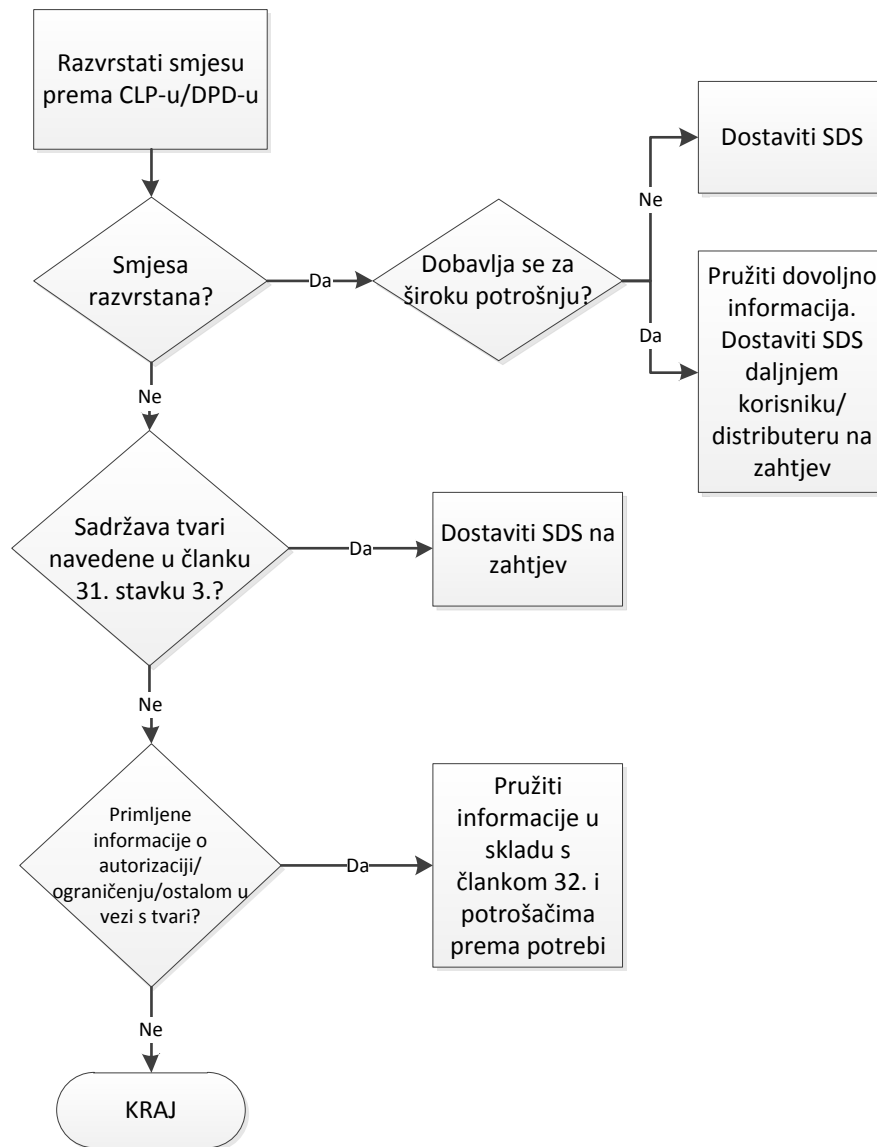 Razvrstati smjesu
prema CLP-u/DPD-u
Dostaviti SDS
Ne
Smjesa
razvrstana?
Da
Dobavlja se za
široku potrošnju?
Da
Pružiti dovoljno
informacija.
Dostaviti SDS
daljnjem
korisniku/
distributeru na
zahtjev
Ne
Sadržava tvari
navedene u članku
31. stavku 3.?
Da
Dostaviti SDS na
zahtjev
Ne
Primljene
informacije o
autorizaciji/
ograničenju/ostalom u
vezi s tvari?
Da
Pružiti
informacije u
skladu s
člankom 32. i
potrošačima
prema potrebi
Ne
KRAJ